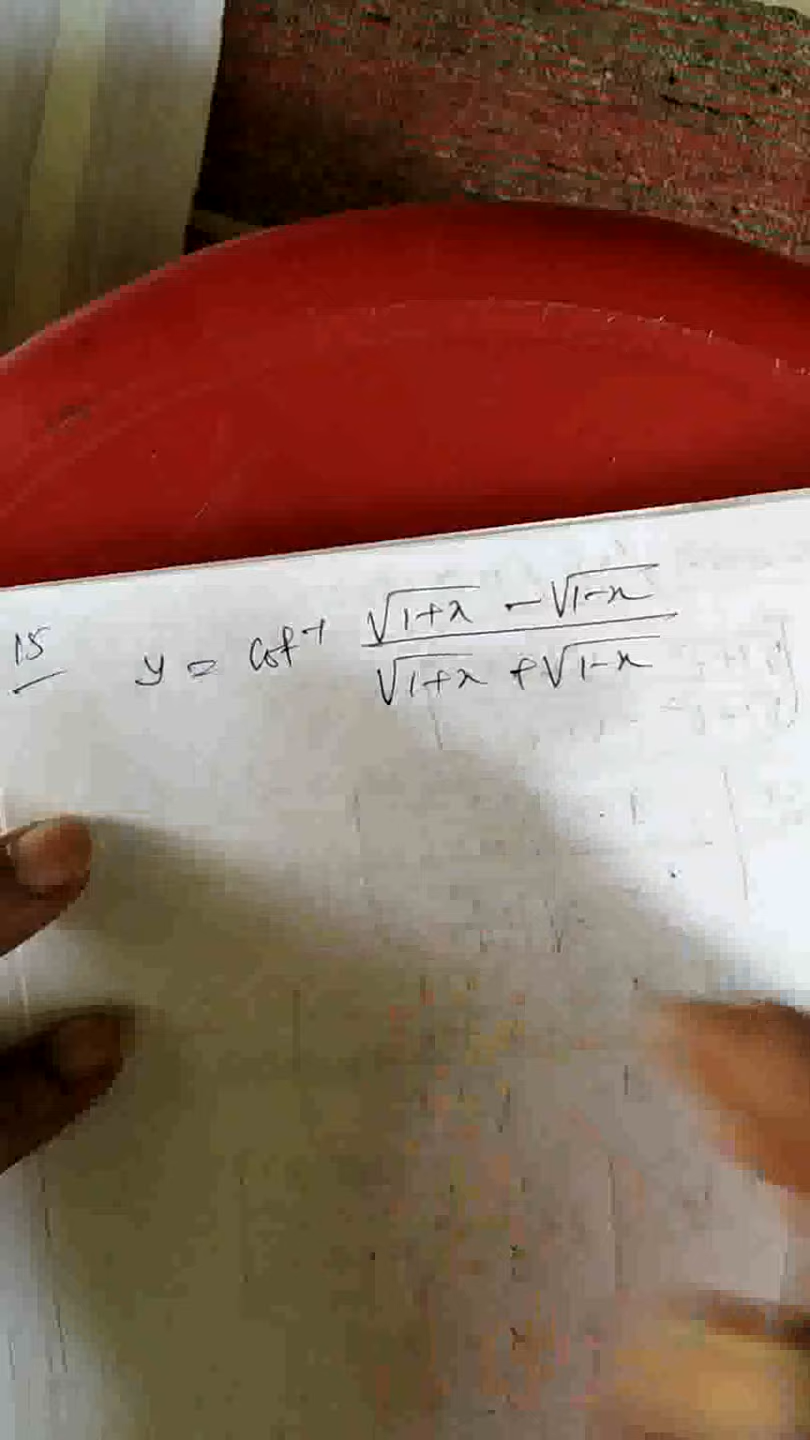 15
y = cot⁻¹ (√(1+x) - √(1-x)) / (√(1+x) + √(1-x))